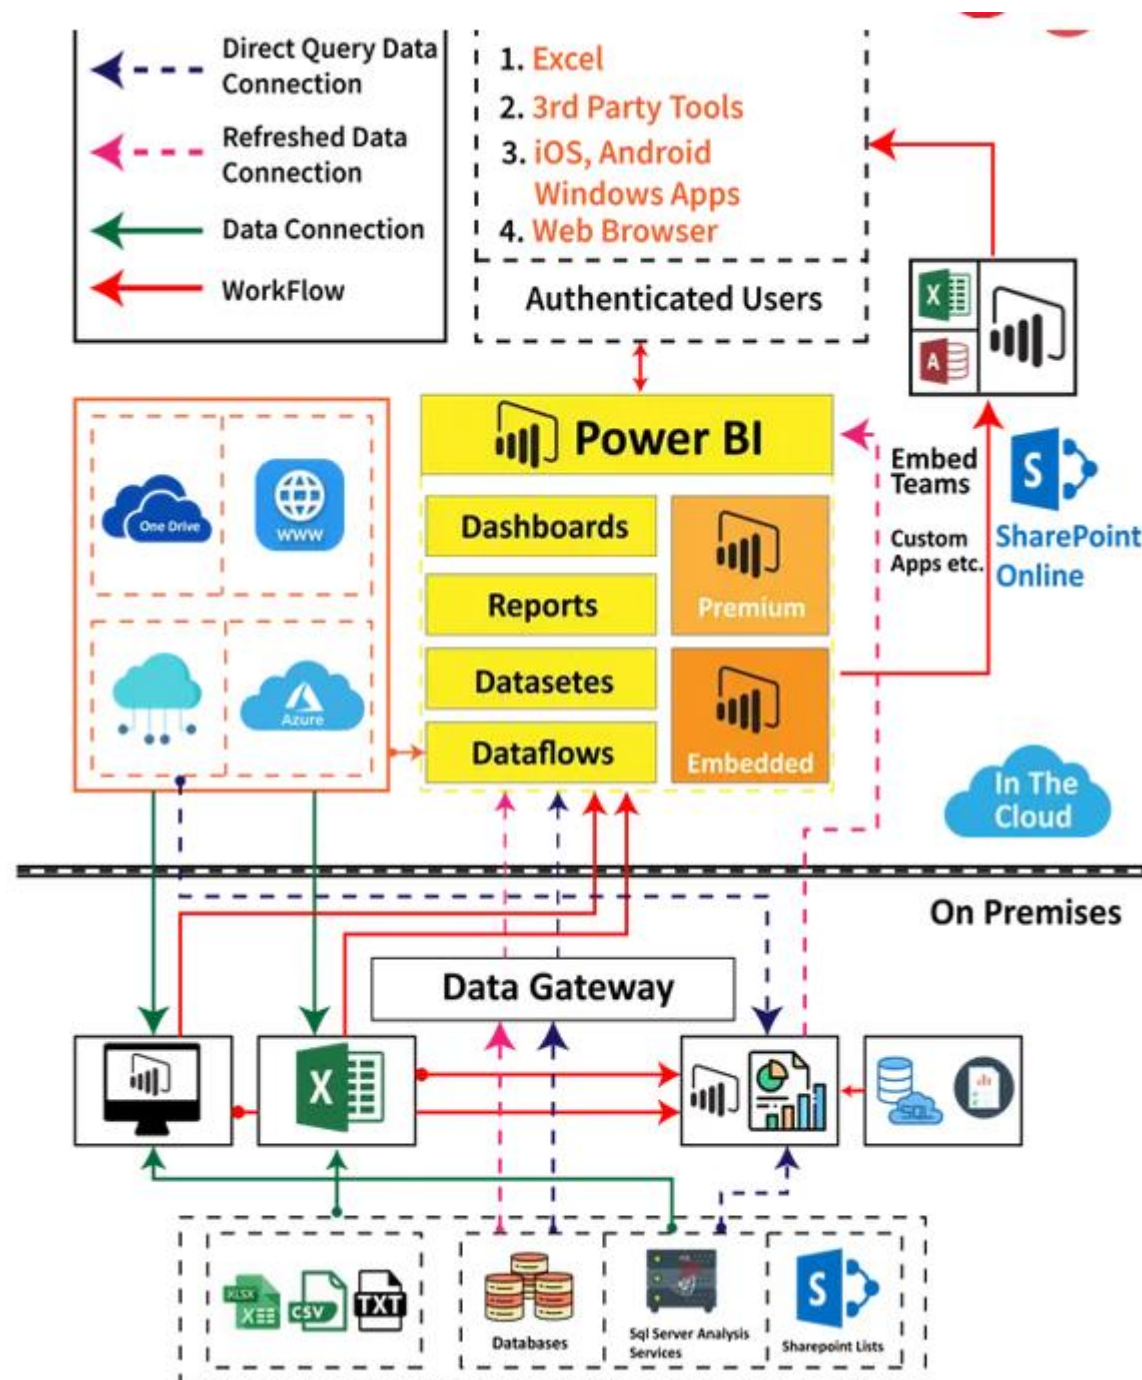 Direct Query Data
Connection
Refreshed Data
Connection
Data Connection
WorkFlow
1. Excel
2. 3rd Party Tools
3. iOS, Android
Windows Apps
4. Web Browser
Authenticated Users
X
A
Power BI
Embed
Teams
Custom
Apps etc.
S
SharePoint
Online
One Drive
www
Azure
Dashboards
Reports
Datasetes
Dataflows
Premium
Embedded
In The
Cloud
On Premises
Data Gateway
X
SQL
XLSX
X
CSV
TXT
Databases
Sql Server Analysis
Services
S
Sharepoint Lists